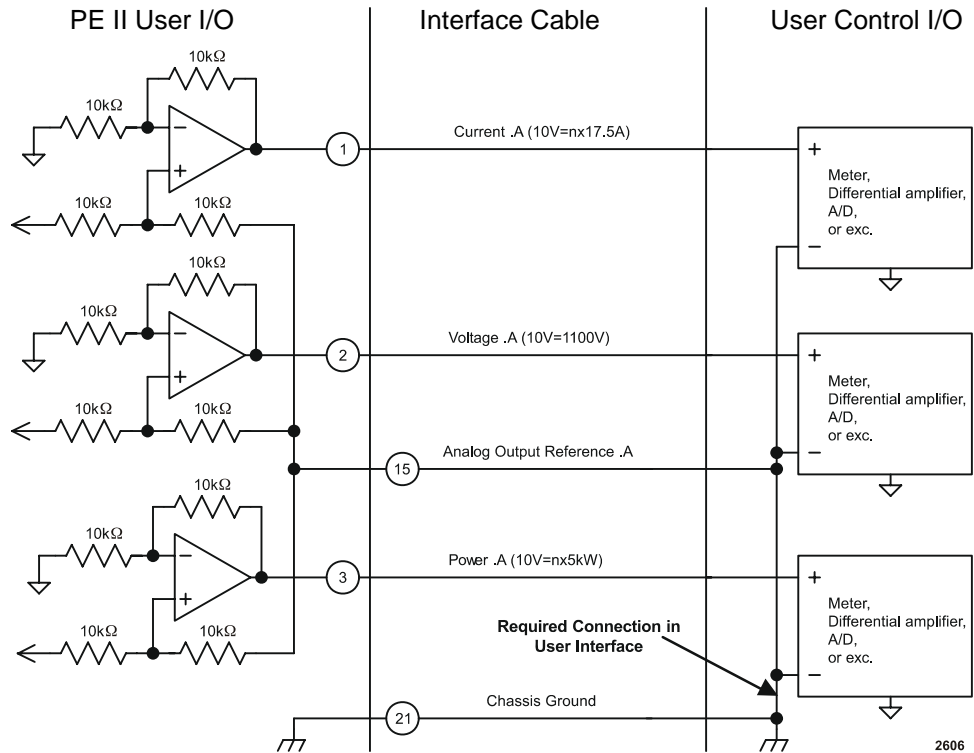 PE II User I/O
Interface Cable
User Control I/O
10kΩ
10kΩ
10kΩ
10kΩ
1
Current .A (10V=nx17.5A)
+
Meter,
Differential amplifier,
A/D,
or exc.
−
−
+
10kΩ
10kΩ
10kΩ
10kΩ
2
Voltage .A (10V=1100V)
+
Meter,
Differential amplifier,
A/D,
or exc.
−
−
+
15
Analog Output Reference .A
10kΩ
10kΩ
10kΩ
10kΩ
3
Power .A (10V=nx5kW)
+
Meter,
Differential amplifier,
A/D,
or exc.
−
−
+
Required Connection in
User Interface
21
Chassis Ground
2606